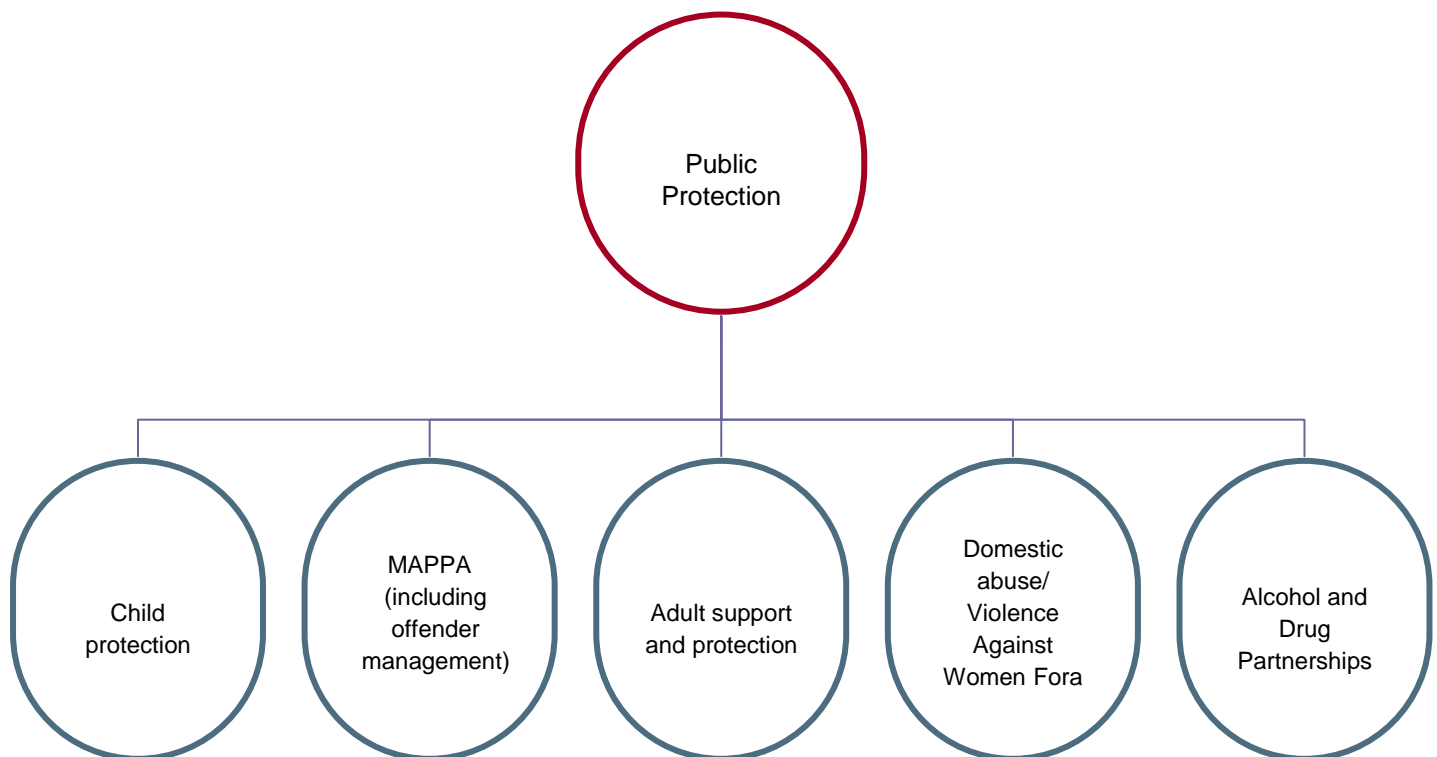 Public
Protection
Child
protection
MAPPA
(including
offender
management)
Adult support
and protection
Domestic
abuse/
Violence
Against
Women Fora
Alcohol and
Drug
Partnerships